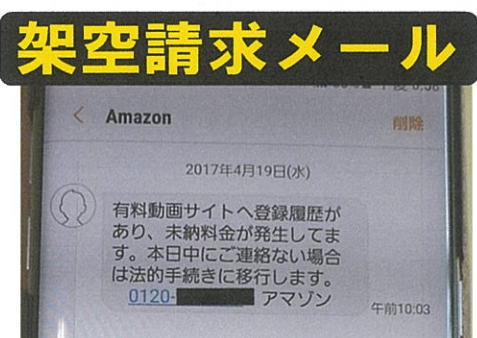 架空請求メール
Amazon
削除
2017年4月19日(水)
有料動画サイトへ登録履歴が
あり、未納料金が発生してま
す。本日中にご連絡ない場合
は法的手続きに移行します。
0120- アマゾン
午前10:03